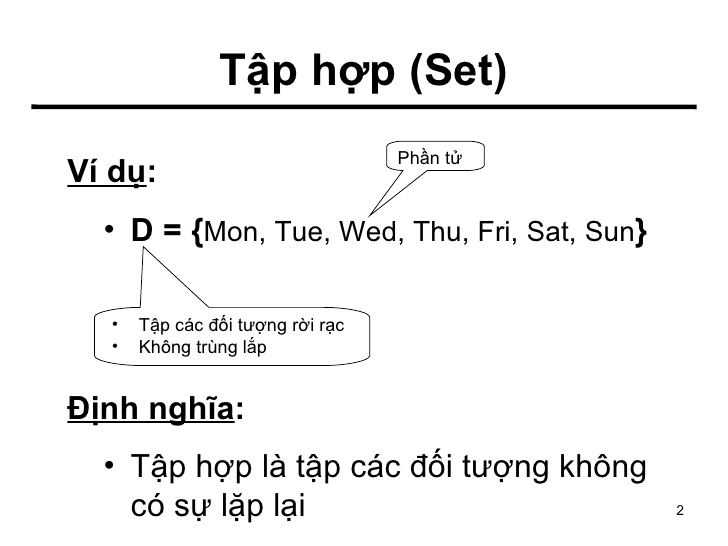 Tập hợp (Set)
Phần tử
Ví dụ:
• D = {Mon, Tue, Wed, Thu, Fri, Sat, Sun}
• Tập các đối tượng rời rạc
• Không trùng lắp
Định nghĩa:
• Tập hợp là tập các đối tượng không
có sự lặp lại
2